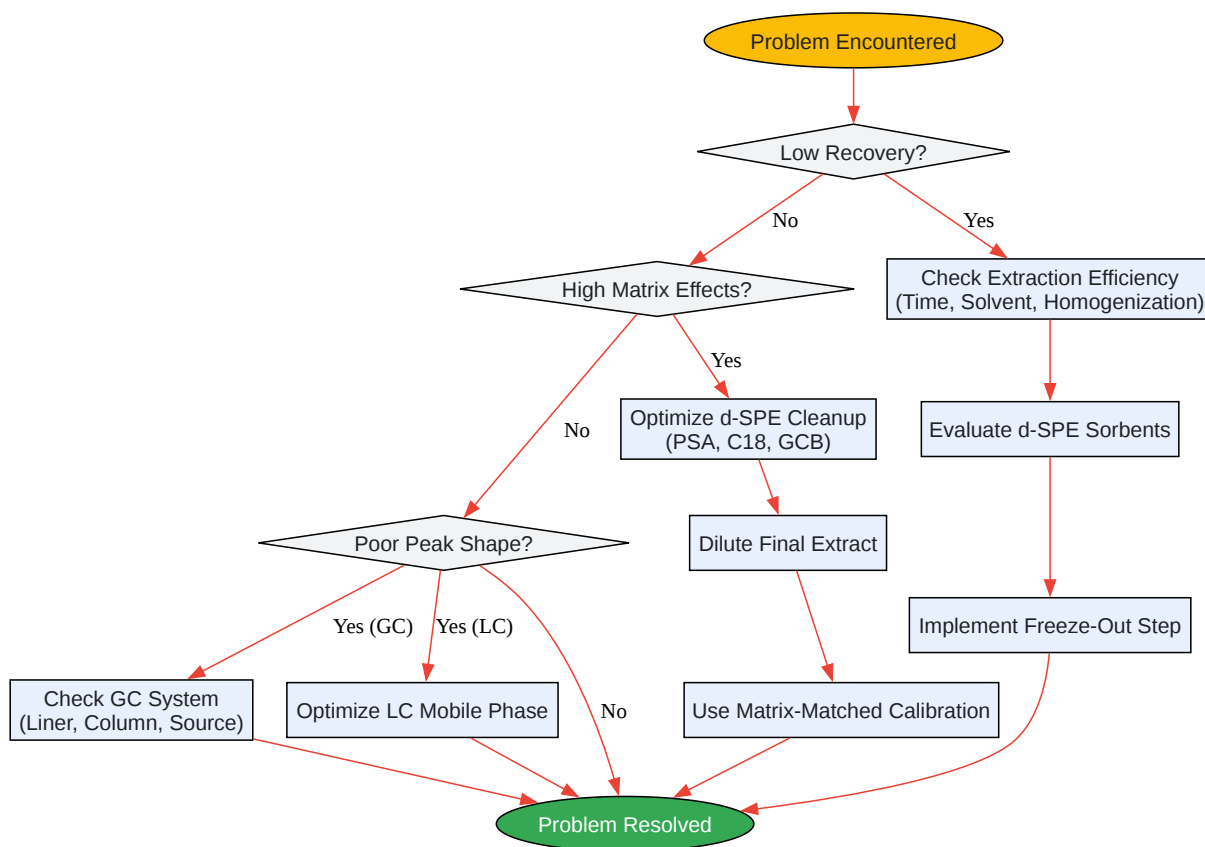 Problem Encountered
Low Recovery?
No
Yes
High Matrix Effects?
Check Extraction Efficiency
(Time, Solvent, Homogenization)
Yes
No
Optimize d-SPE Cleanup
(PSA, C18, GCB)
Evaluate d-SPE Sorbents
Poor Peak Shape?
Dilute Final Extract
Yes (GC)
Yes (LC)
Implement Freeze-Out Step
Check GC System
(Liner, Column, Source)
Optimize LC Mobile Phase
No
Use Matrix-Matched Calibration
Problem Resolved